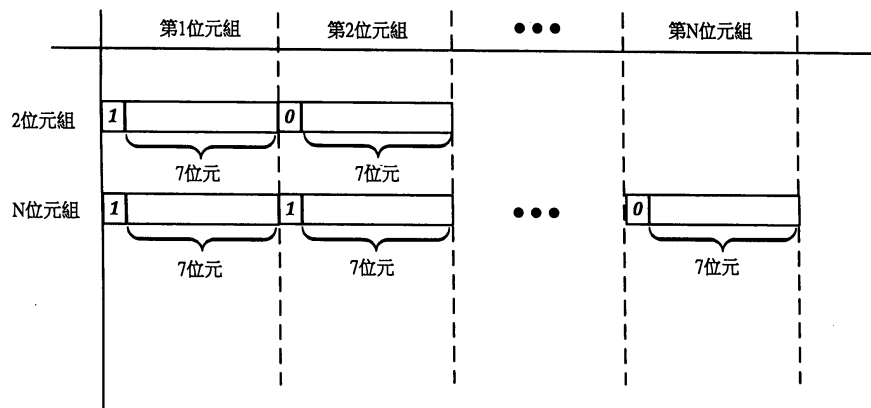 第1位元組 第2位元組 ●●● 第N位元組
2位元組 1 0
7位元 7位元
N位元組 1 1 ●●● 0
7位元 7位元 7位元